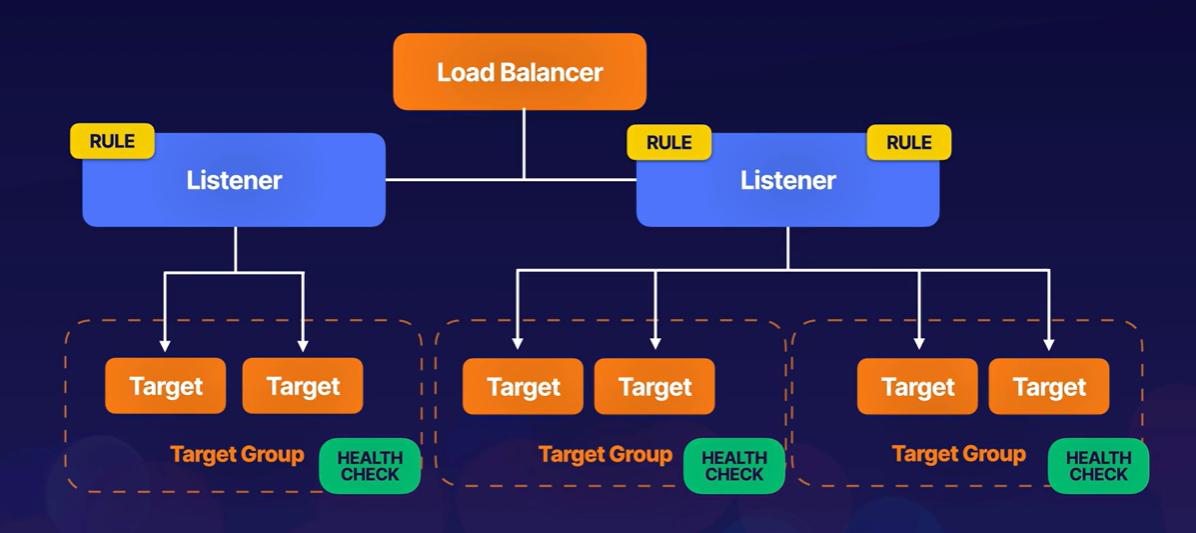 Load Balancer
RULE
RULE
RULE
Listener
Listener
Target
Target
Target
Target
Target
Target
Target Group
HEALTH
CHECK
Target Group
HEALTH
CHECK
Target Group
HEALTH
CHECK